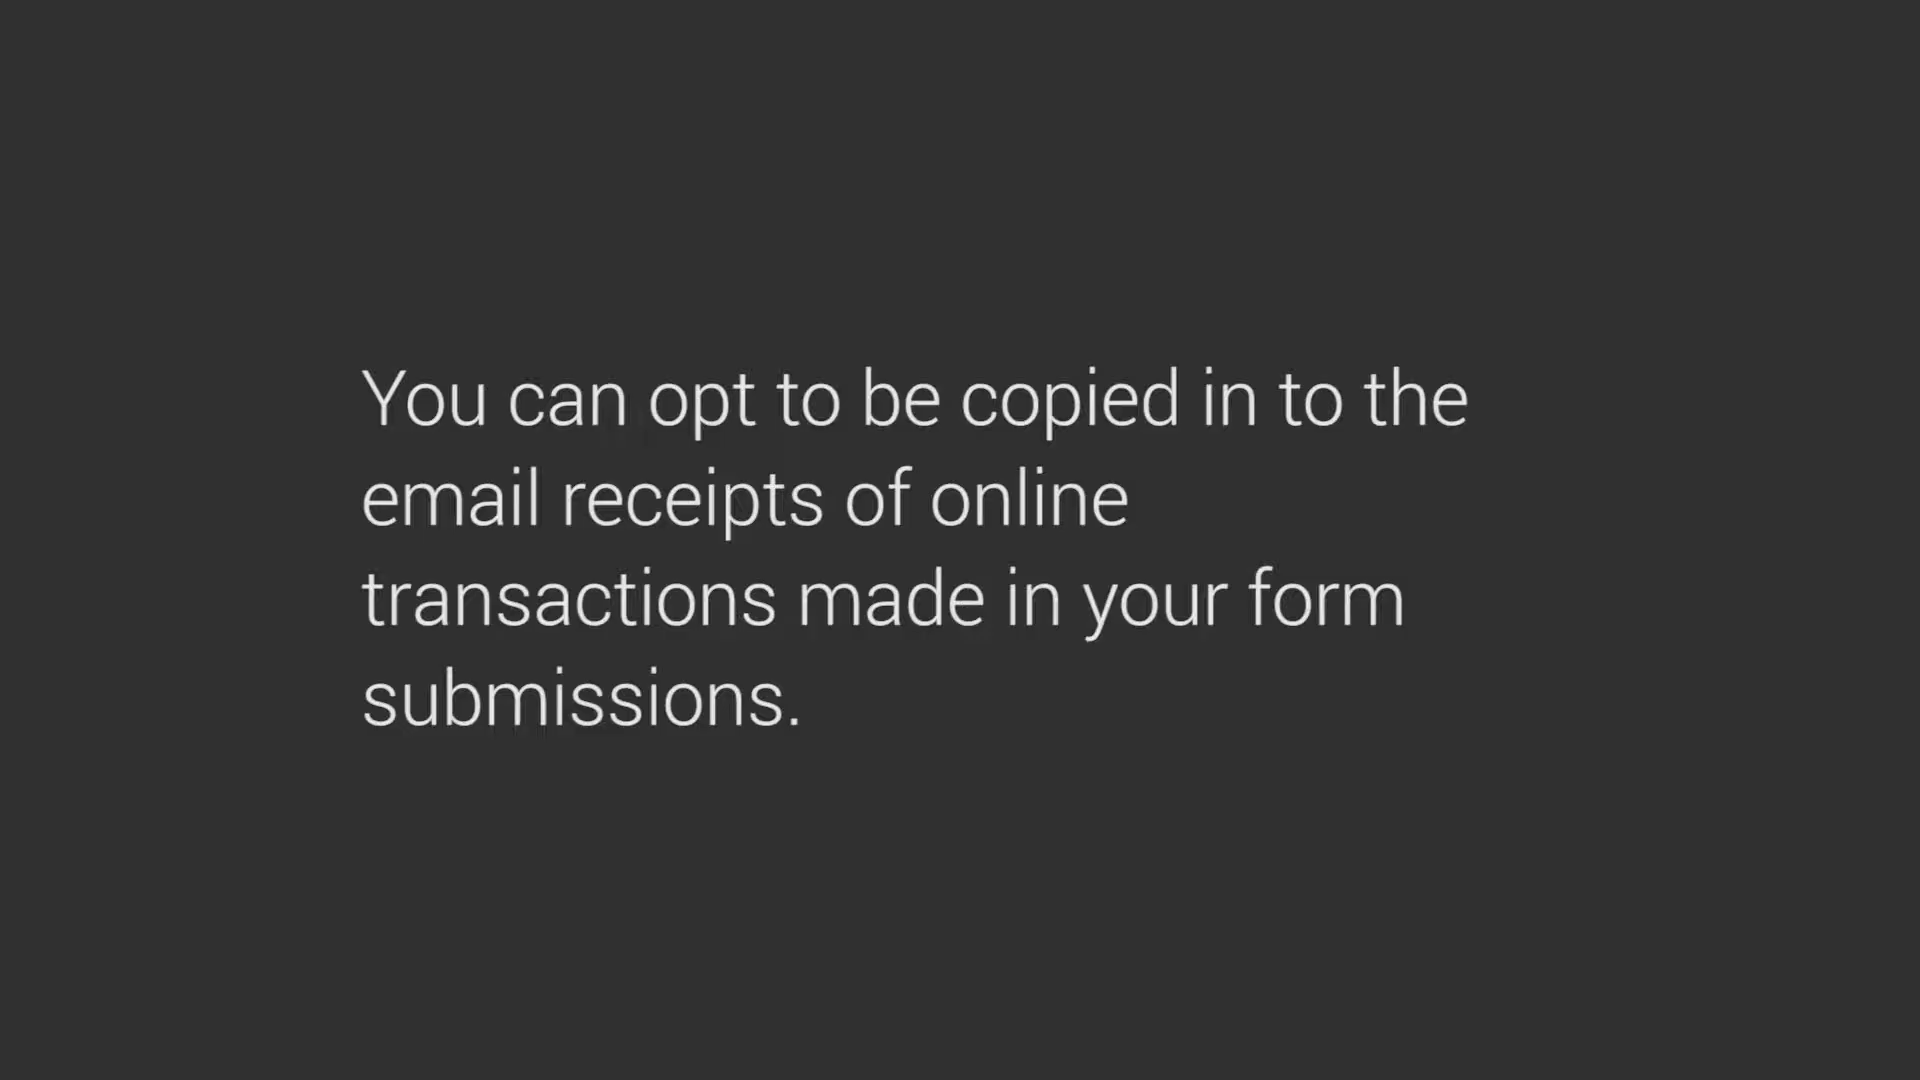 You can opt to be copied in to the
email receipts of online
transactions made in your form
submissions.